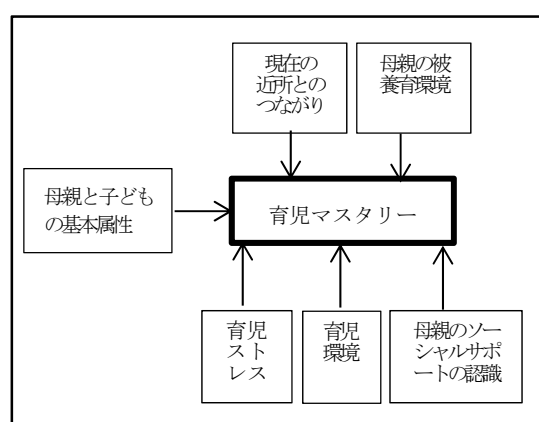 現在の
近所との
つながり
母親の被
養育環境
母親と子ども
の基本属性
育児マスタリー
育児
スト
レス
育児
環境
母親のソー
シャルサポ
ートの認識